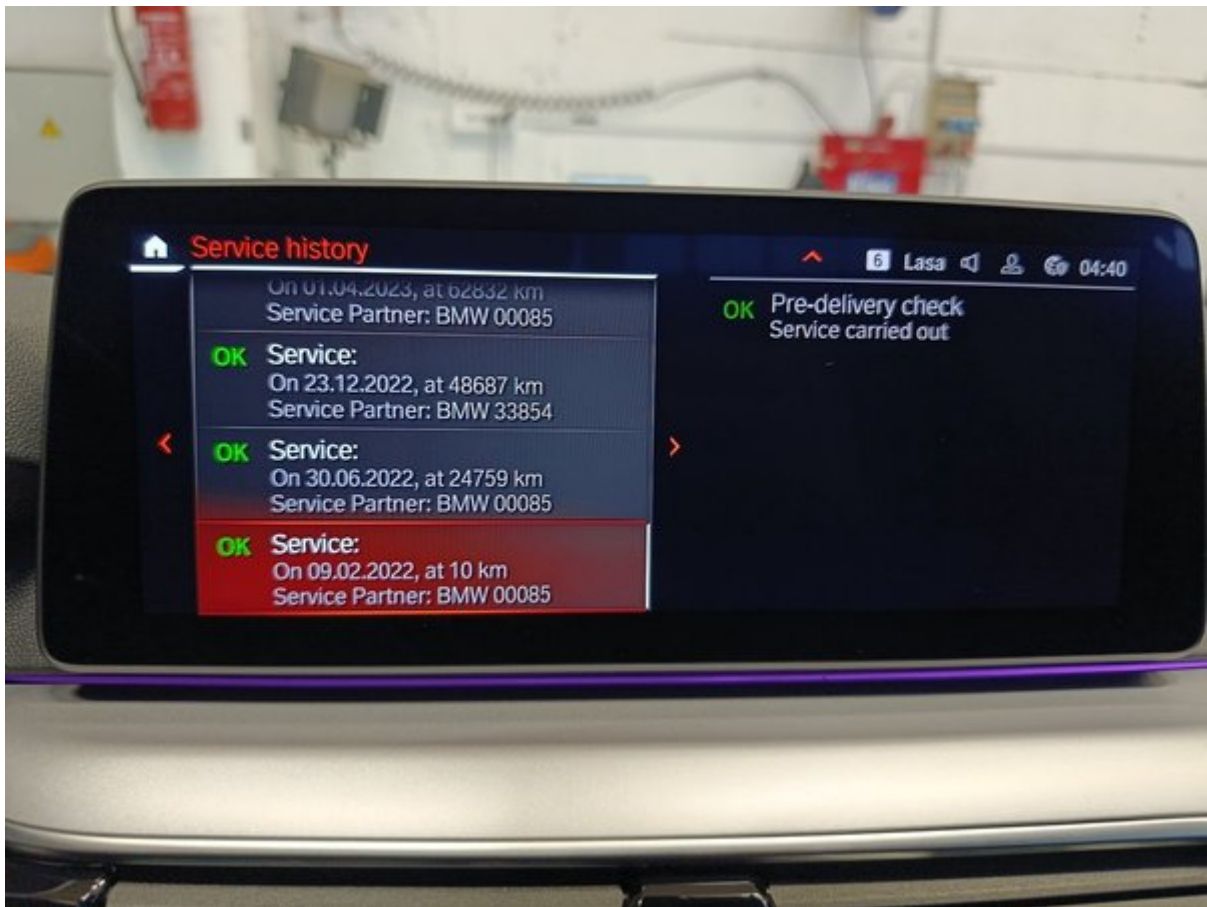 Service history
6 Lasa 04:40
On 01.04.2023, at 62832 km
Service Partner: BMW 00085
OK Service:
On 23.12.2022, at 48687 km
Service Partner: BMW 33854
OK Service:
On 30.06.2022, at 24759 km
Service Partner: BMW 00085
OK Service:
On 09.02.2022, at 10 km
Service Partner: BMW 00085
OK Pre-delivery check
Service carried out